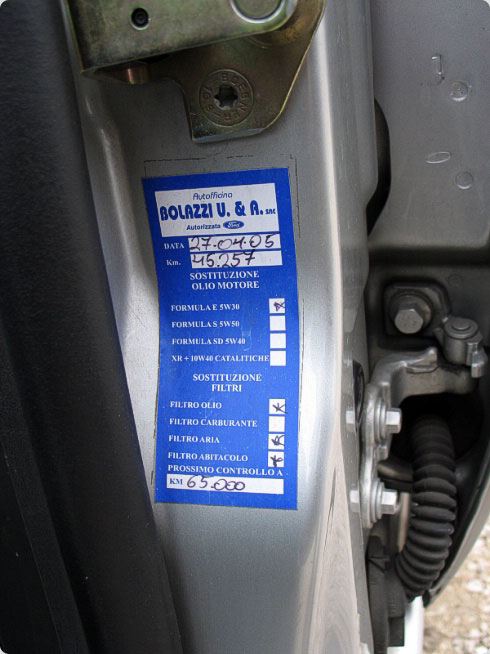 Autofficina
BOLAZZI U. & A. snc
Autorizzata Ford
DATA 27.04.05
Km. 45.257
SOSTITUZIONE
OLIO MOTORE
FORMULA E 5W30
FORMULA S 5W50
FORMULA SD 5W40
XR + 10W40 CATALITICHE
SOSTITUZIONE
FILTRI
FILTRO OLIO
FILTRO CARBURANTE
FILTRO ARIA
FILTRO ABITACOLO
PROSSIMO CONTROLLO A
KM 65.000